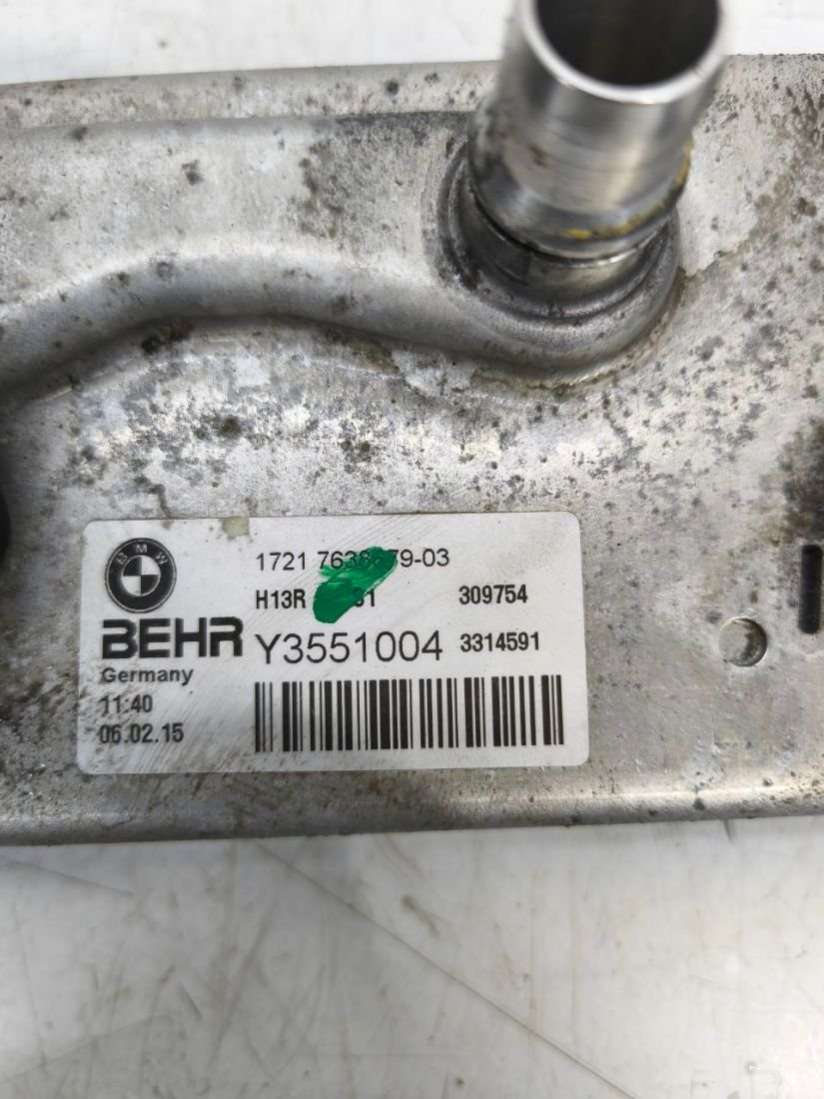 BMW
1721
H13R 309754
BEHR Y3551004 3314591
Germany
11:40
06.02.15